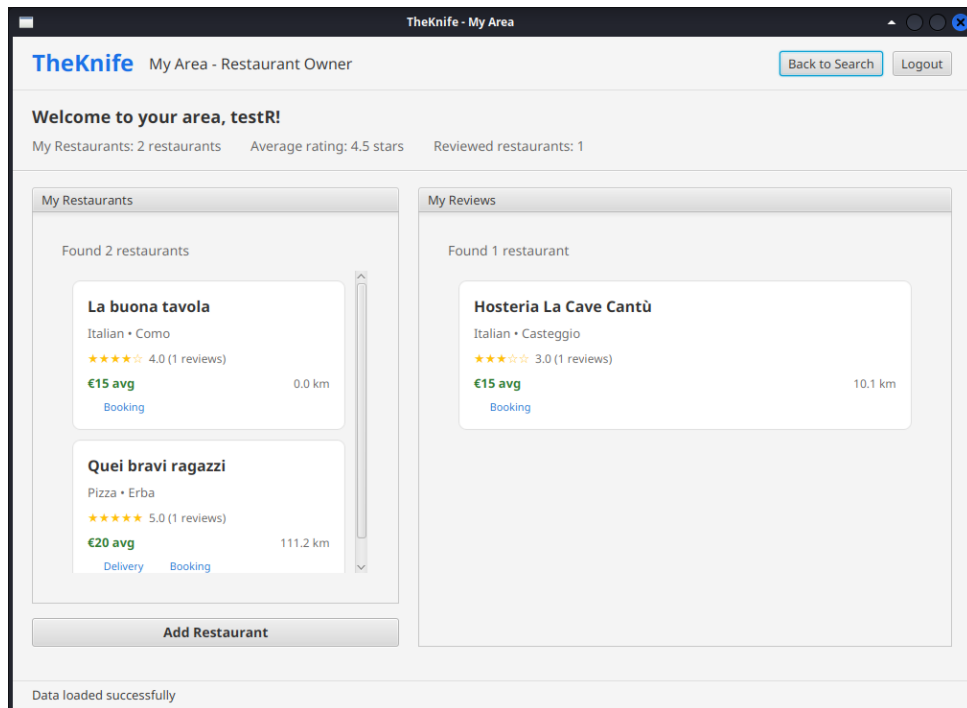 TheKnife - My Area
TheKnife My Area - Restaurant Owner Back to Search Logout
Welcome to your area, testR!
My Restaurants: 2 restaurants Average rating: 4.5 stars Reviewed restaurants: 1
My Restaurants
Found 2 restaurants
La buona tavola
Italian • Como
★★★★☆ 4.0 (1 reviews)
€15 avg 0.0 km
Booking
Quei bravi ragazzi
Pizza • Erba
★★★★★ 5.0 (1 reviews)
€20 avg 111.2 km
Delivery Booking
Add Restaurant
My Reviews
Found 1 restaurant
Hosteria La Cave Cantù
Italian • Casteggio
★★★☆☆ 3.0 (1 reviews)
€15 avg 10.1 km
Booking
Data loaded successfully